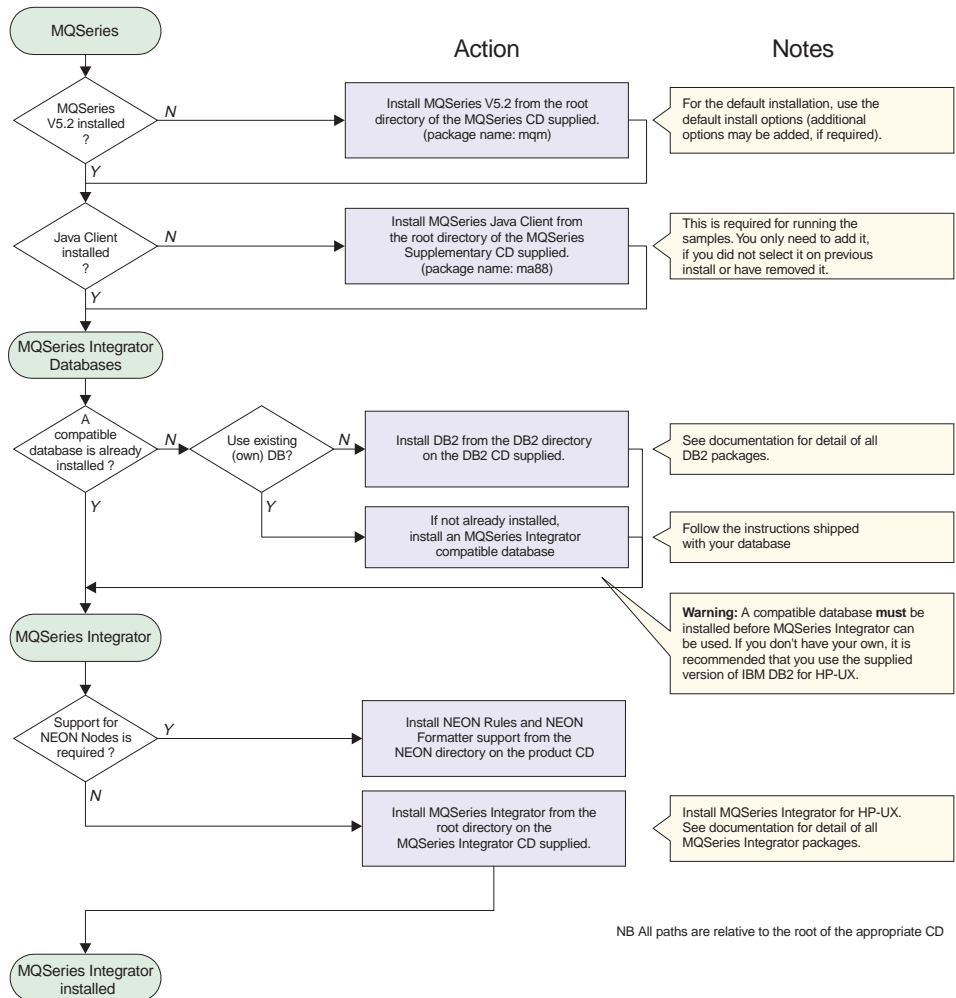 MQSeries
Action
Notes
MQSeries
V5.2 installed
?
N
Y
Install MQSeries V5.2 from the root
directory of the MQSeries CD supplied.
(package name: mqm)
For the default installation, use the
default install options (additional
options may be added, if required).
Java Client
installed
?
N
Y
Install MQSeries Java Client from
the root directory of the MQSeries
Supplementary CD supplied.
(package name: ma88)
This is required for running the
samples. You only need to add it,
if you did not select it on previous
install or have removed it.
MQSeries Integrator
Databases
A
compatible
database is already
installed ?
N
Y
Use existing
(own) DB?
N
Y
Install DB2 from the DB2 directory
on the DB2 CD supplied.
See documentation for detail of all
DB2 packages.
If not already installed,
install an MQSeries Integrator
compatible database
Follow the instructions shipped
with your database
Warning: A compatible database must be
installed before MQSeries Integrator can
be used. If you don't have your own, it is
recommended that you use the supplied
version of IBM DB2 for HP-UX.
MQSeries Integrator
Support for
NEON Nodes is
required ?
Y
N
Install NEON Rules and NEON
Formatter support from the
NEON directory on the product CD
Install MQSeries Integrator from the
root directory on the
MQSeries Integrator CD supplied.
Install MQSeries Integrator for HP-UX.
See documentation for detail of all
MQSeries Integrator packages.
NB All paths are relative to the root of the appropriate CD
MQSeries Integrator
installed